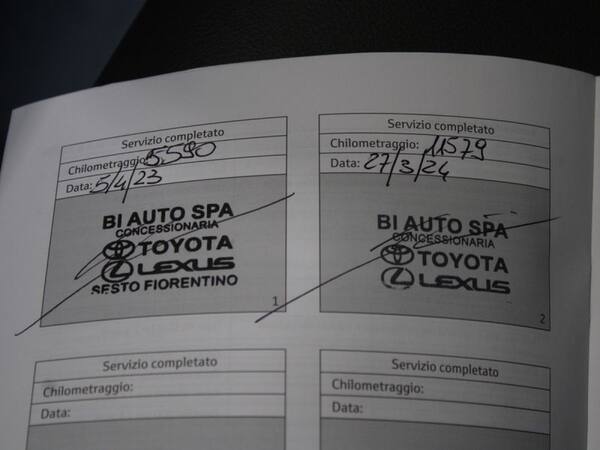 Servizio completato
Chilometraggio: 5.590
Data: 5/4/23
BI AUTO SPA
CONCESSIONARIA
TOYOTA
LEXUS
SESTO FIORENTINO
1
Servizio completato
Chilometraggio: 11579
Data: 27/3/24
BI AUTO SPA
CONCESSIONARIA
TOYOTA
LEXUS
2
Servizio completato
Chilometraggio:
Data:
Servizio completato
Chilometraggio:
Data: